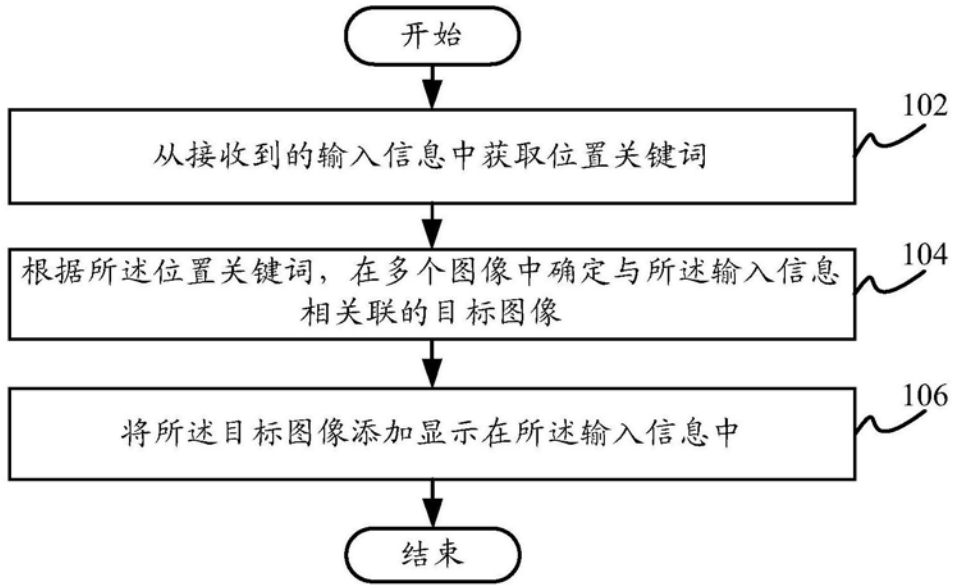 开始
102
从接收到的输入信息中获取位置关键词
104
根据所述位置关键词，在多个图像中确定与所述输入信息
相关联的目标图像
106
将所述目标图像添加显示在所述输入信息中
结束